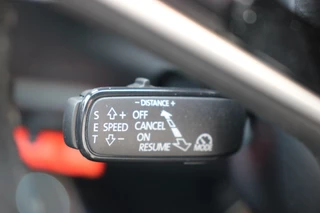 - DISTANCE +
S + OFF
E SPEED CANCEL
T - ON
RESUME
MODE